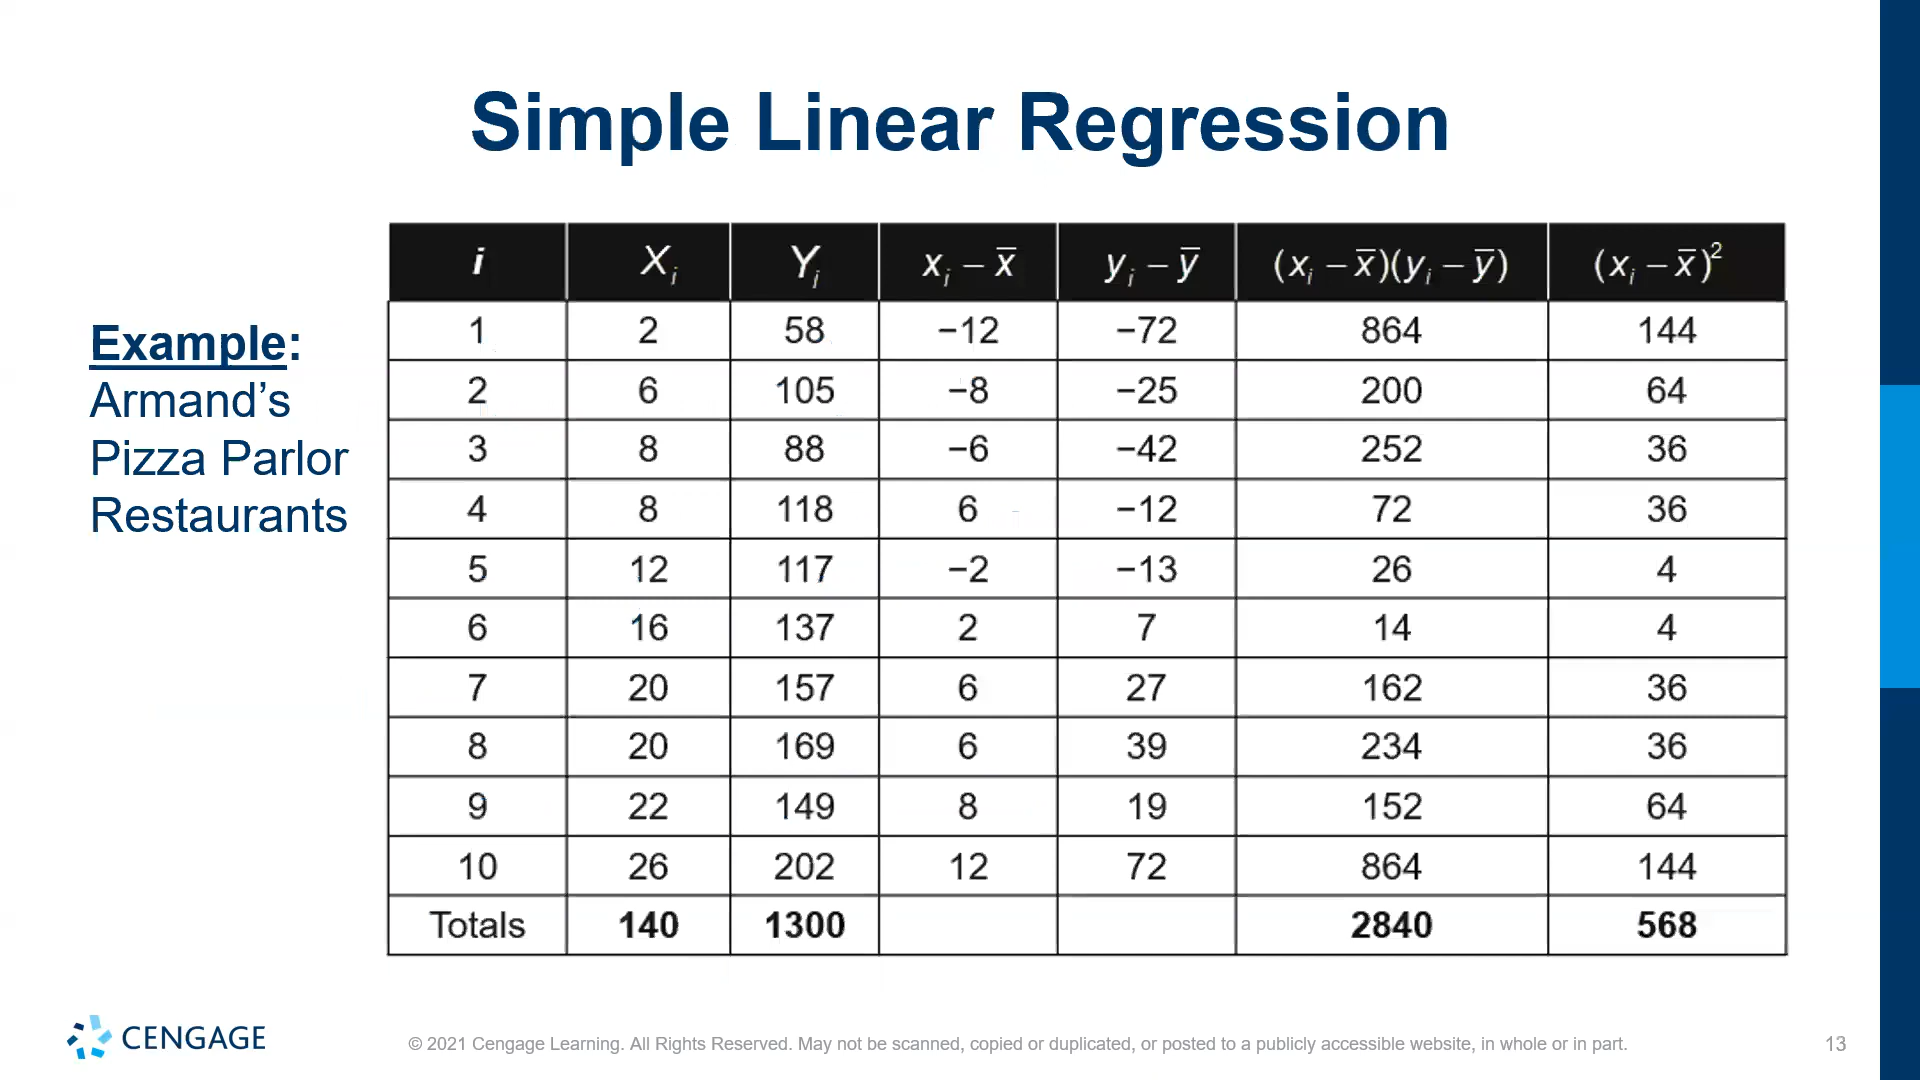 Simple Linear Regression
Example:
Armand’s
Pizza Parlor
Restaurants
i Xᵢ Yᵢ xᵢ – x̅ yᵢ – y̅ (xᵢ – x̅)(yᵢ – y̅) (xᵢ – x̅)²
1 2 58 −12 −72 864 144
2 6 105 −8 −25 200 64
3 8 88 −6 −42 252 36
4 8 118 6 −12 72 36
5 12 117 −2 −13 26 4
6 16 137 2 7 14 4
7 20 157 6 27 162 36
8 20 169 6 39 234 36
9 22 149 8 19 152 64
10 26 202 12 72 864 144
Totals 140 1300 2840 568
CENGAGE
© 2021 Cengage Learning. All Rights Reserved. May not be scanned, copied or duplicated, or posted to a publicly accessible website, in whole or in part.
13